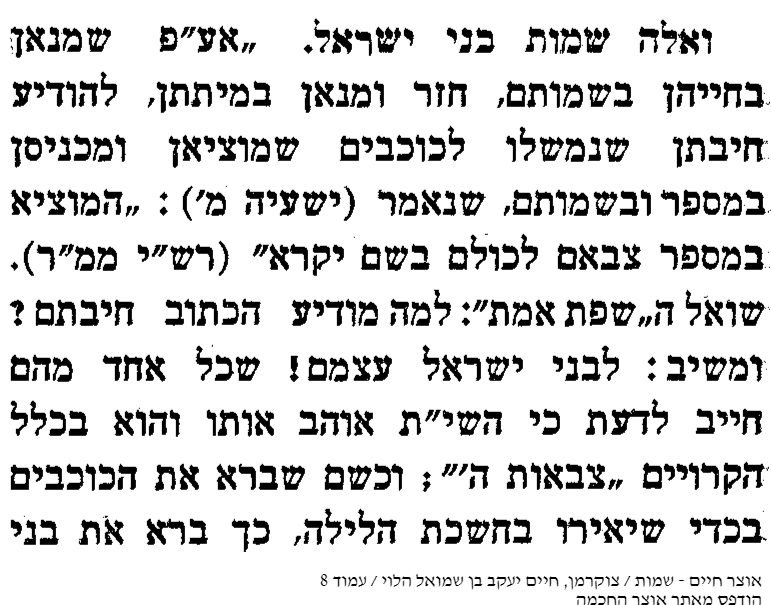 ואלה שמות בני ישראל. „אע״פ שמנאן
בחייהן בשמותם, חזר ומנאן במיתתן, להודיע
חיבתן שנמשלו לכוכבים שמוציאן ומכניסן
במספר ובשמותם, שנאמר (ישעיה מ׳): „המוציא
במספר צבאם לכולם בשם יקרא״ (רש״י ממ״ר).
שואל ה„שפת אמת״: למה מודיע הכתוב חיבתם?
ומשיב: לבני ישראל עצמם! שכל אחד מהם
חייב לדעת כי השי״ת אוהב אותו והוא בכלל
הקרויים „צבאות ה׳״; וכשם שברא את הכוכבים
בכדי שיאירו בחשכת הלילה, כך ברא את בני
אוצר חיים - שמות / צוקרמן, חיים יעקב בן שמואל הלוי / עמוד 8
הודפס מאתר אוצר החכמה